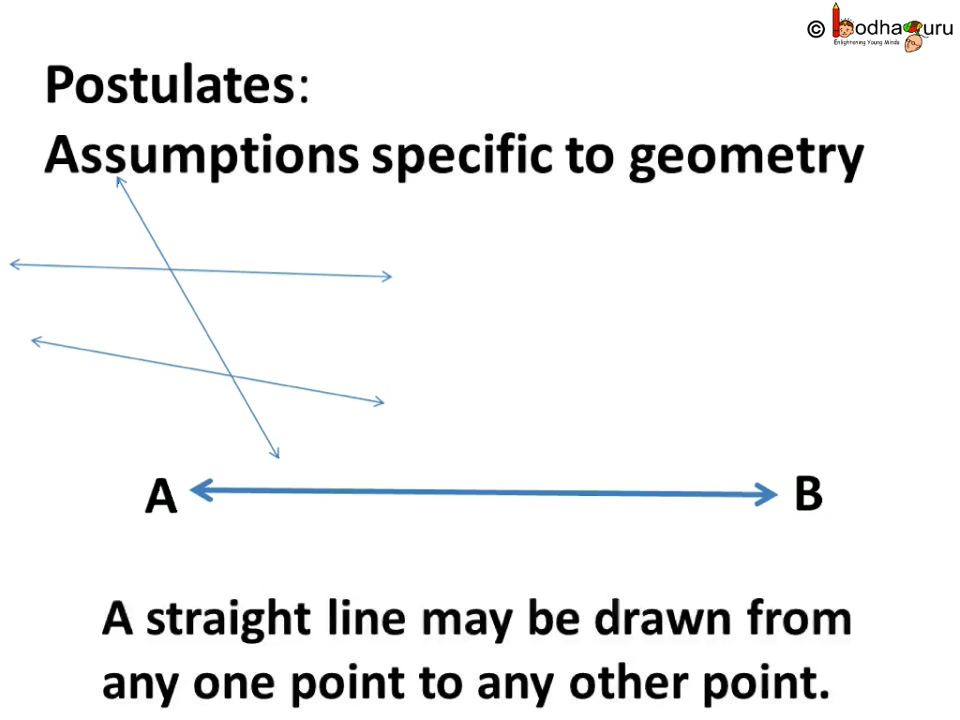 © BodhaGuru
Enlightening Young Minds
Postulates:
Assumptions specific to geometry
A B
A straight line may be drawn from
any one point to any other point.